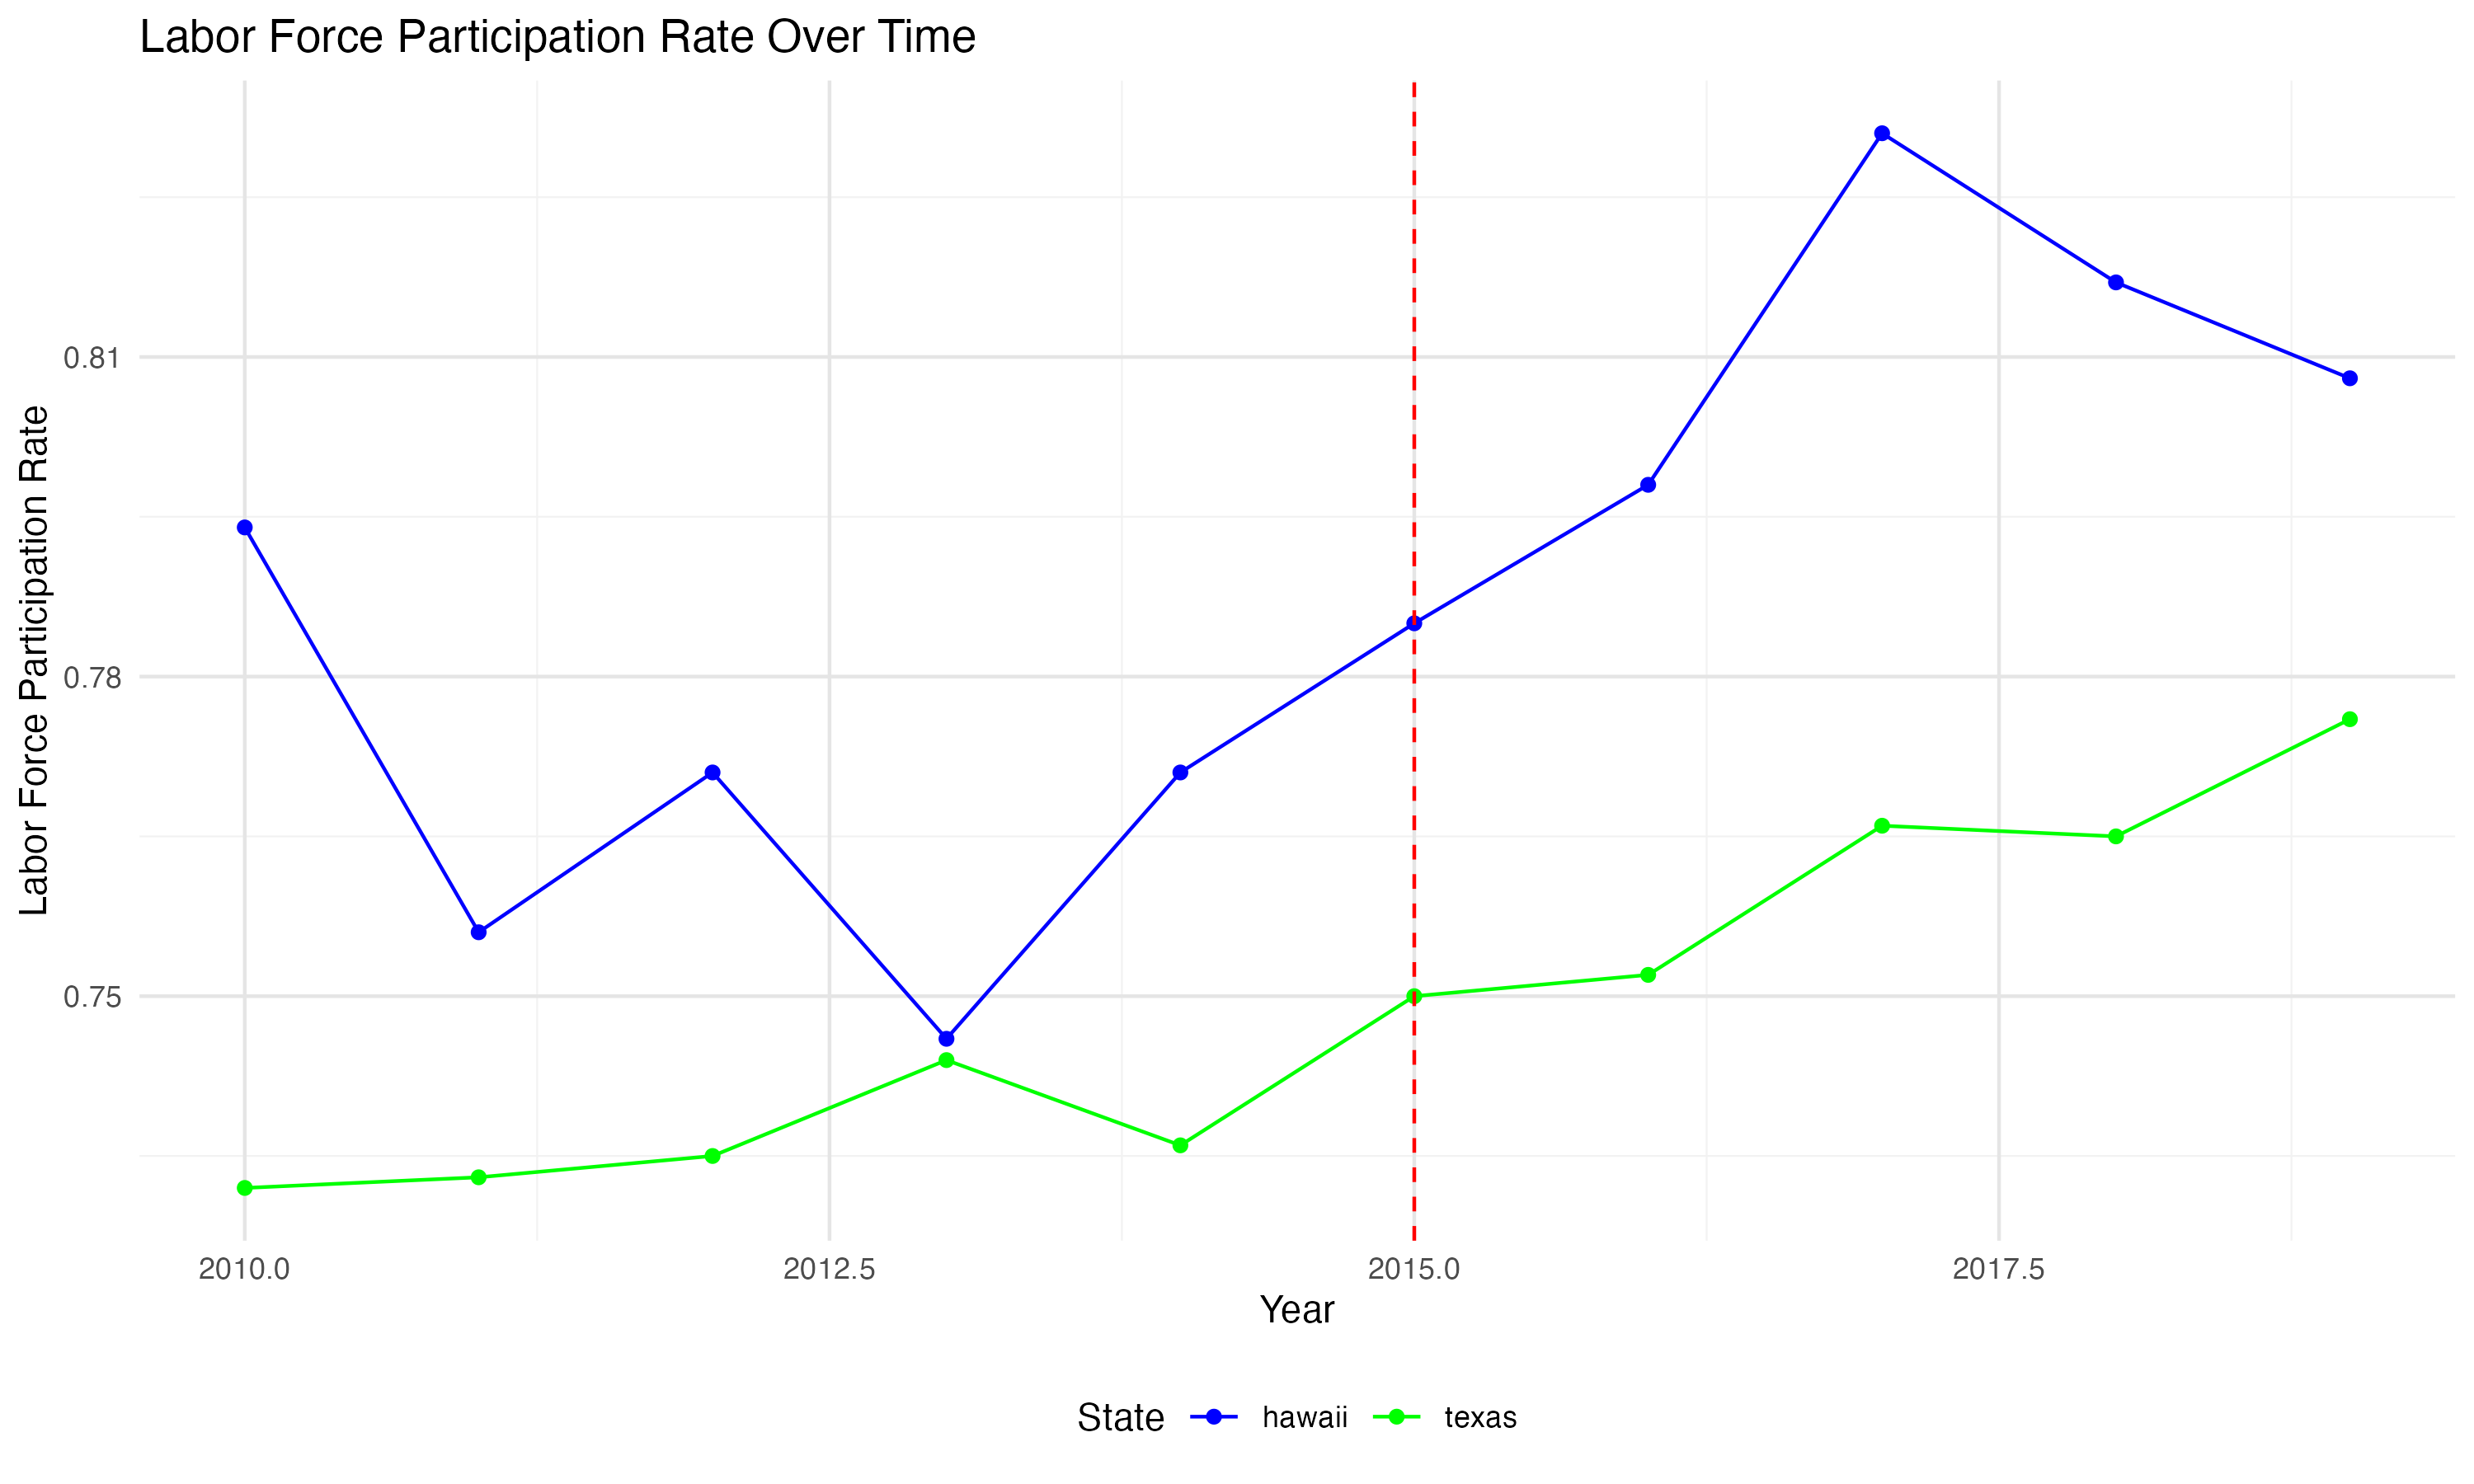 Labor Force Participation Rate Over Time
Labor Force Participation Rate
0.81
0.78
0.75
2010.0 2012.5 2015.0 2017.5
Year
State hawaii texas